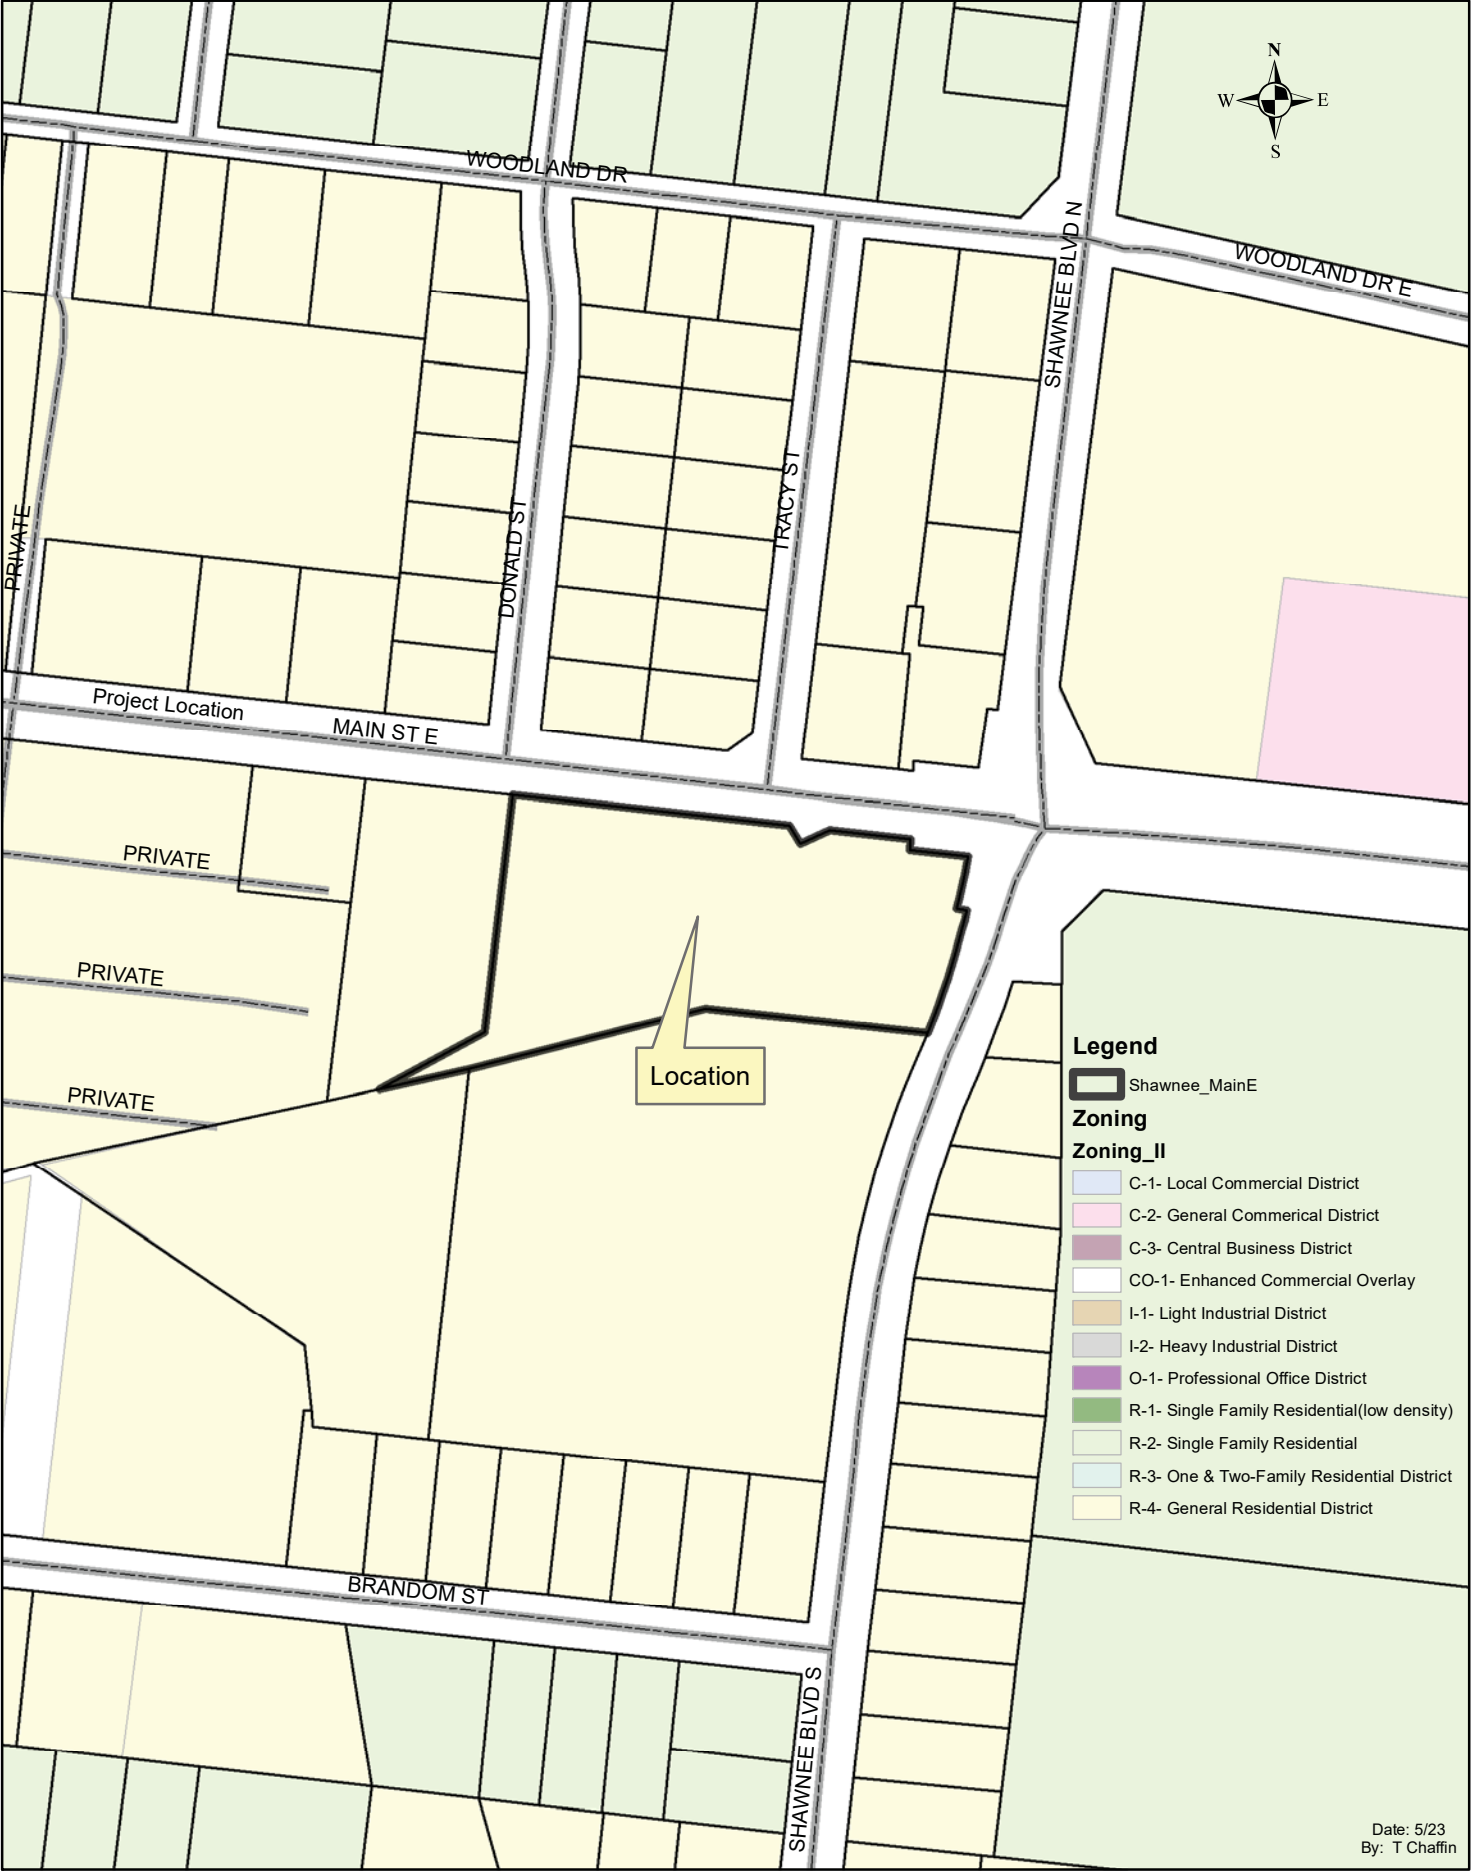 N
W E
S
WOODLAND DR
SHAWNEE BLVD N
WOODLAND DR E
PRIVATE
DONALD ST
TRACY ST
Project Location
MAIN ST E
PRIVATE
PRIVATE
PRIVATE
Location
Legend
Shawnee_MainE
Zoning
Zoning_II
C-1- Local Commercial District
C-2- General Commerical District
C-3- Central Business District
CO-1- Enhanced Commercial Overlay
I-1- Light Industrial District
I-2- Heavy Industrial District
O-1- Professional Office District
R-1- Single Family Residential(low density)
R-2- Single Family Residential
R-3- One & Two-Family Residential District
R-4- General Residential District
BRANDOM ST
SHAWNEE BLVD S
Date: 5/23
By: T Chaffin